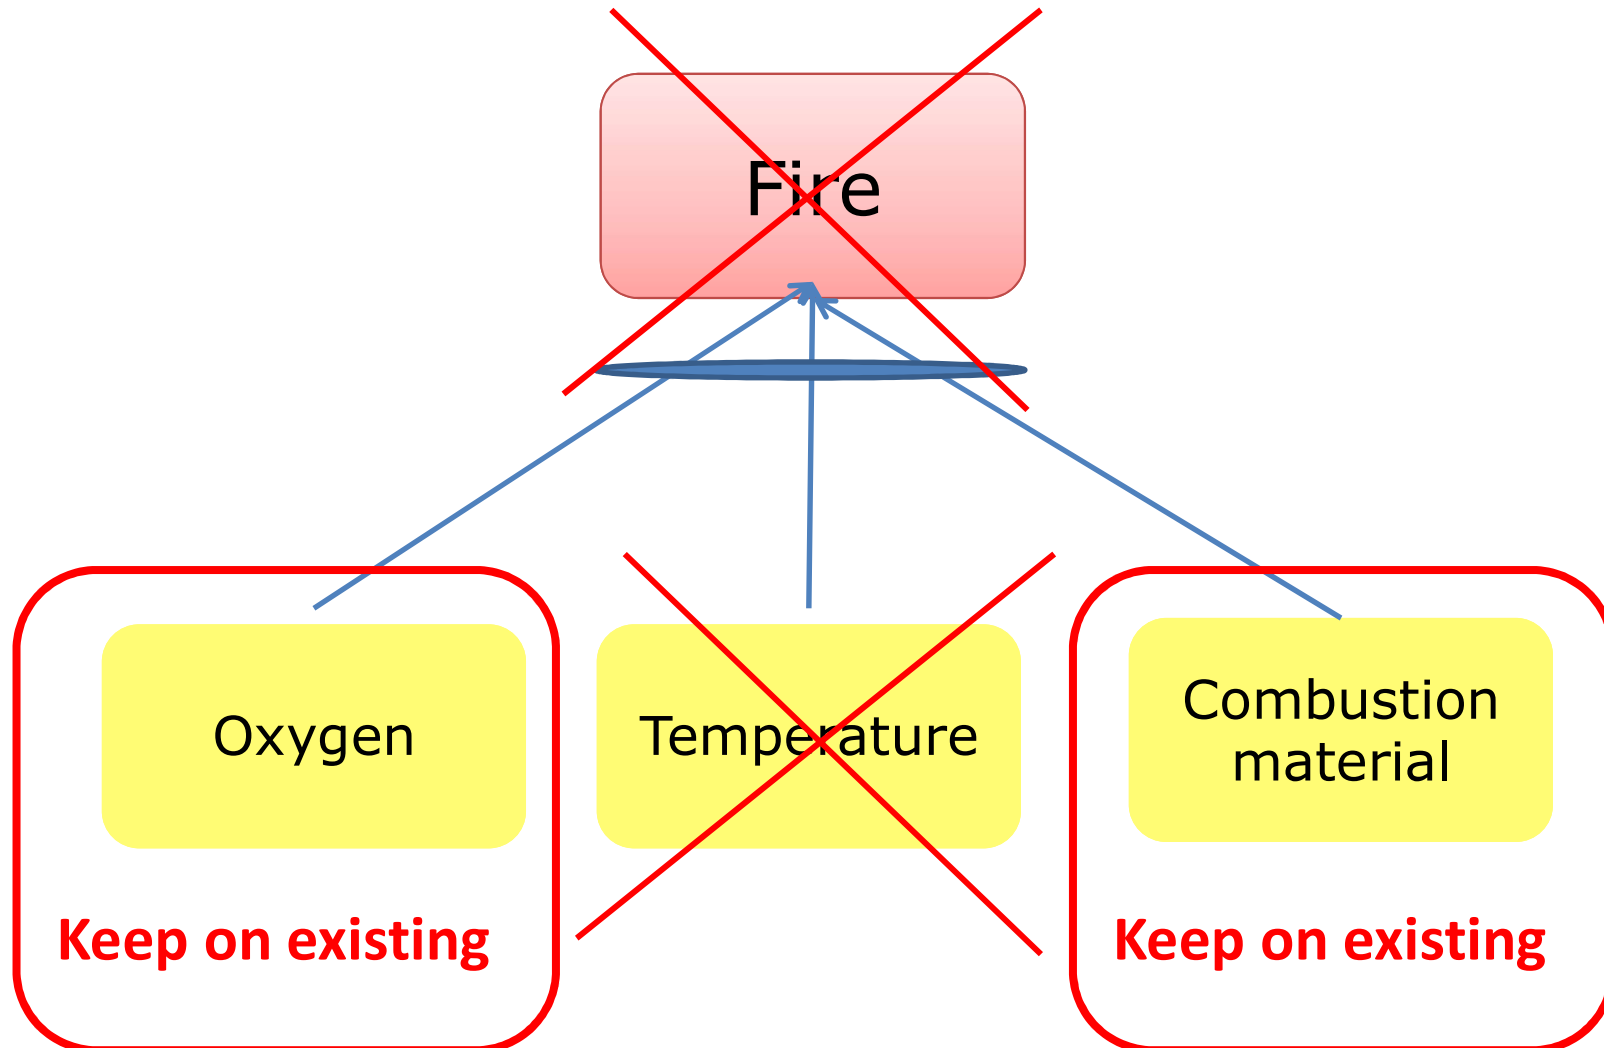 Fire
Oxygen
Temperature
Combustion
material
Keep on existing
Keep on existing